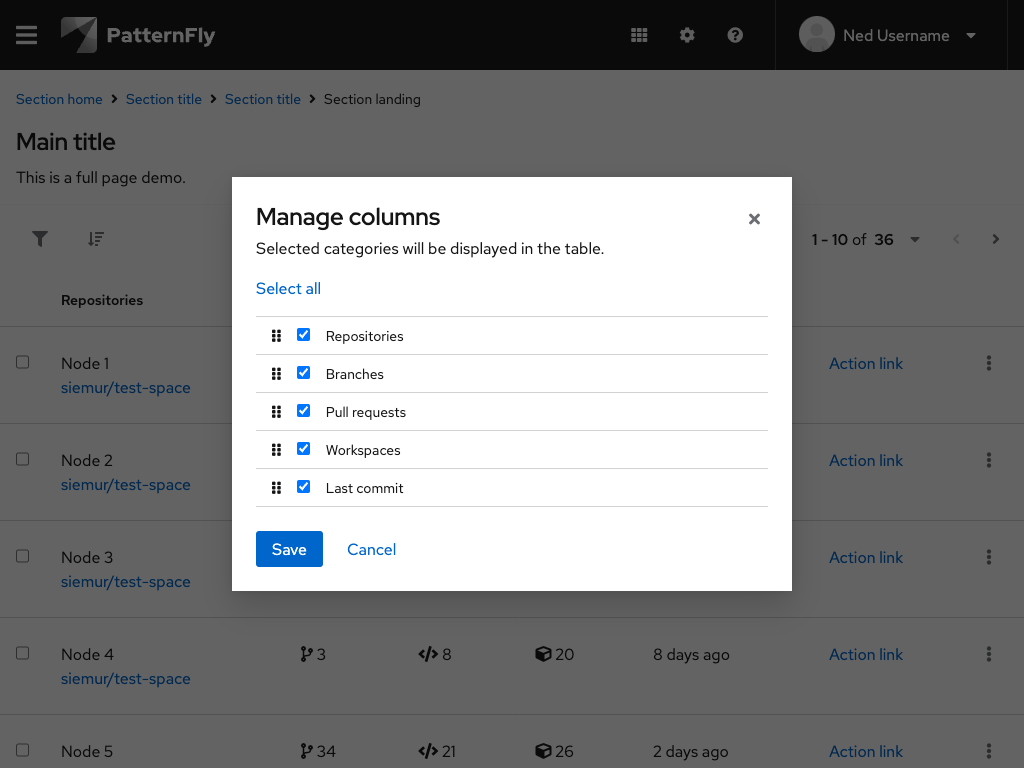 PatternFly
Ned Username
Section home Section title Section title Section landing
Main title
This is a full page demo.
1 - 10 of 36
Repositories
Manage columns
Selected categories will be displayed in the table.
Select all
Repositories
Branches
Pull requests
Workspaces
Last commit
Save Cancel
Node 1
siemur/test-space
Action link
Node 2
siemur/test-space
Action link
Node 3
siemur/test-space
Action link
Node 4 3 8 20 8 days ago Action link
siemur/test-space
Node 5 34 21 26 2 days ago Action link